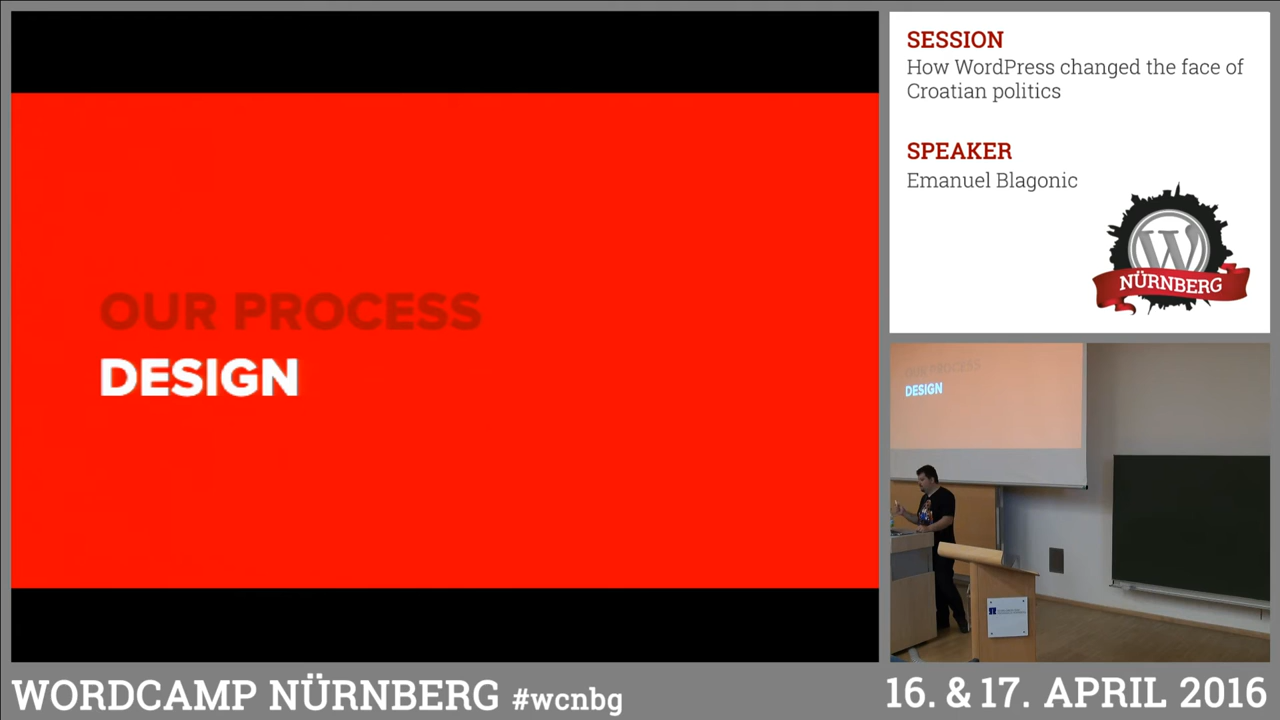 OUR PROCESS
DESIGN
SESSION
How WordPress changed the face of
Croatian politics
SPEAKER
Emanuel Blagonic
W
NÜRNBERG
OUR PROCESS
DESIGN
WORDCAMP NÜRNBERG #wcnbg
16. & 17. APRIL 2016